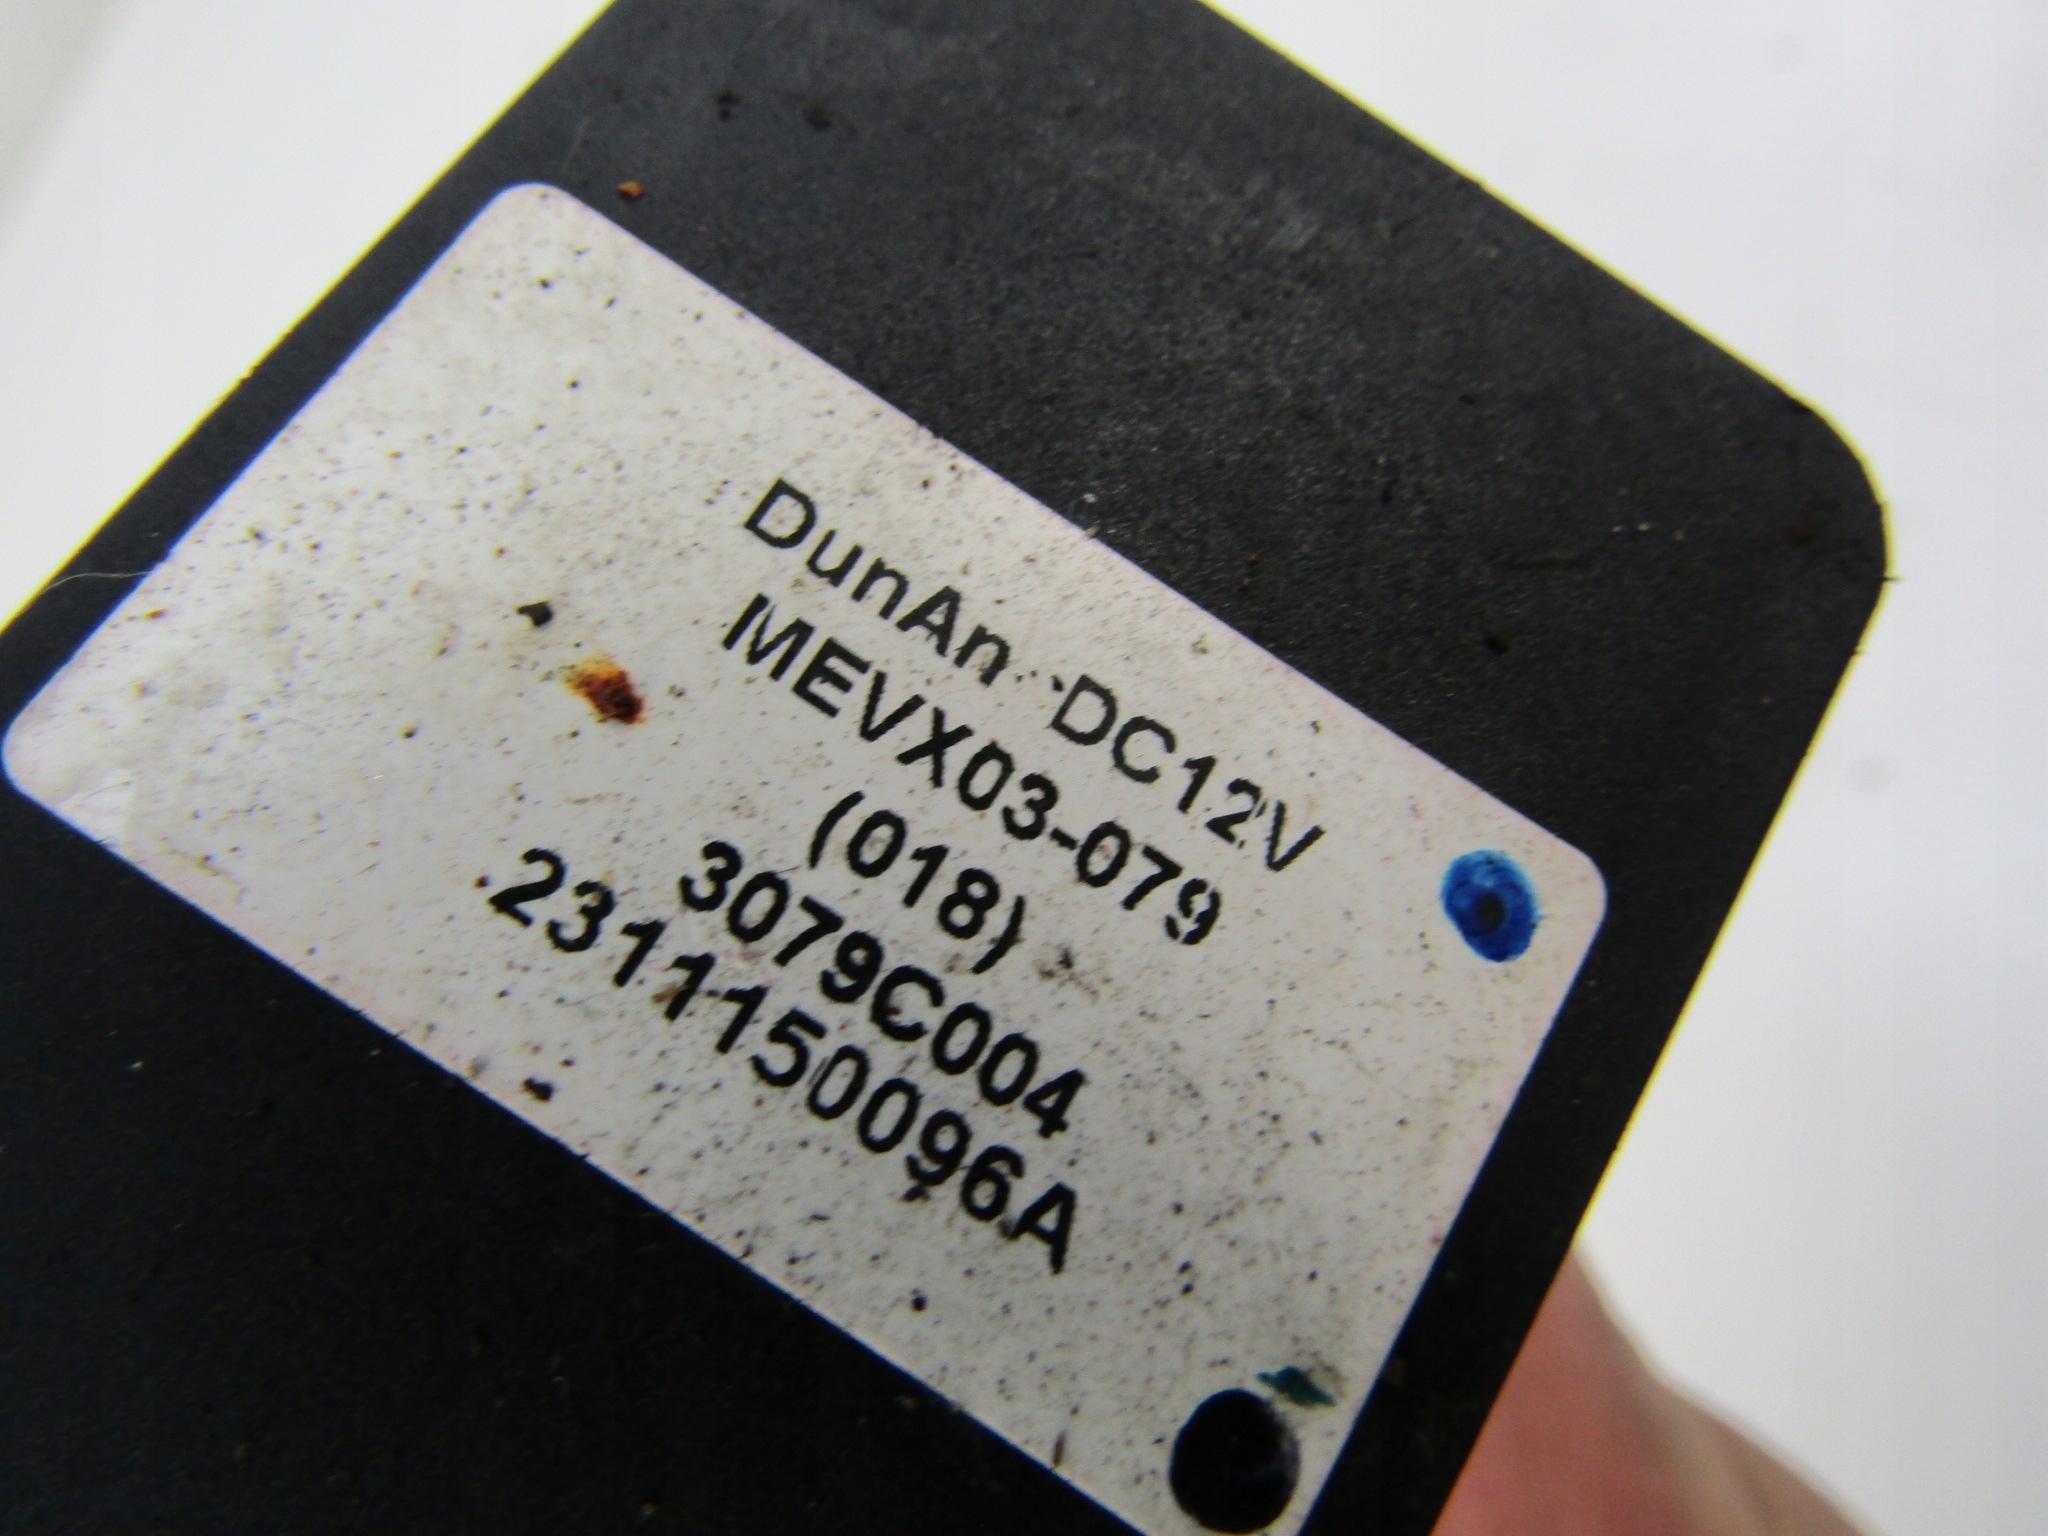 DunAn DC12V
MEVX03-079
(018)
3079C004
2311150096A